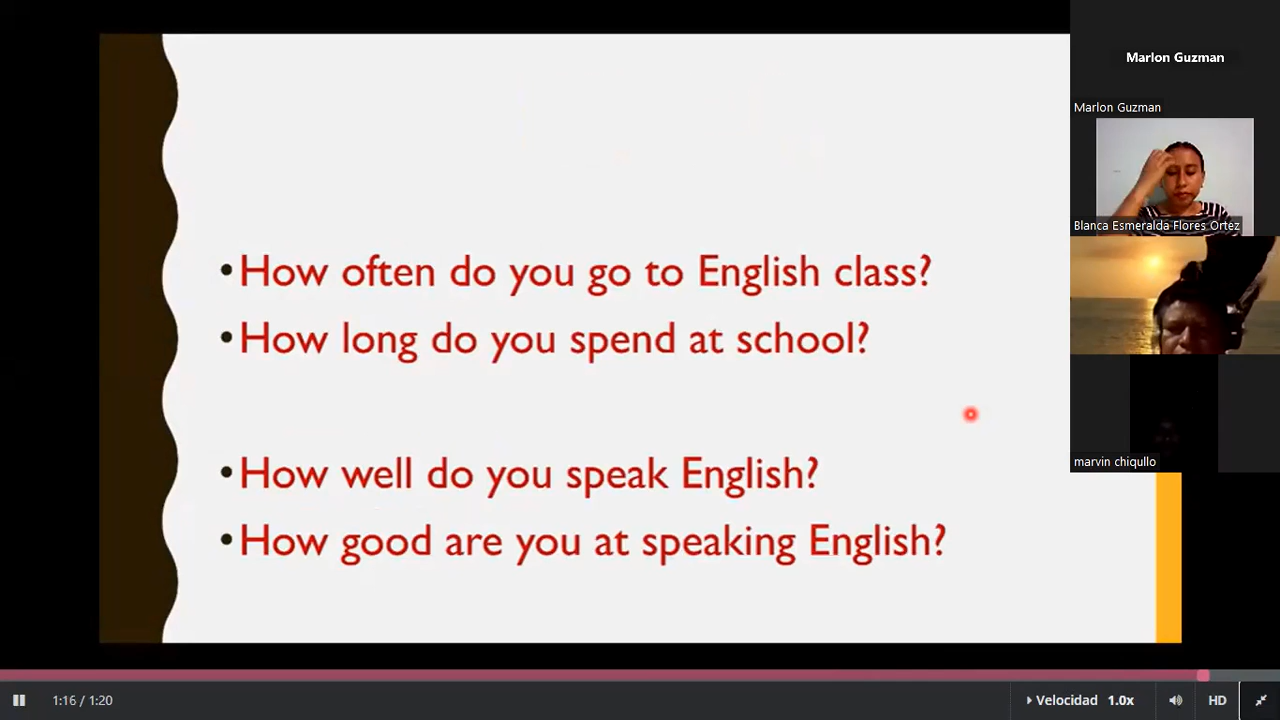 Marlon Guzman
Marlon Guzman
Blanca Esmeralda Flores Ortez
•How often do you go to English class?
•How long do you spend at school?
marvin chiqullo
•How well do you speak English?
•How good are you at speaking English?
1:16 / 1:20
Velocidad 1.0x
HD